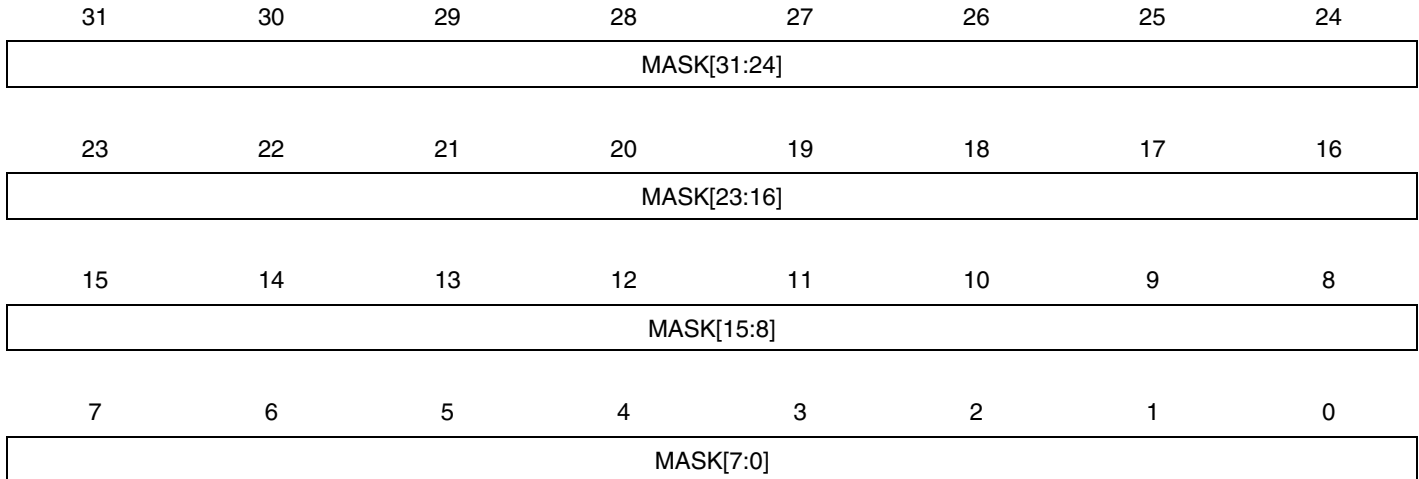 31 30 29 28 27 26 25 24
MASK[31:24]
23 22 21 20 19 18 17 16
MASK[23:16]
15 14 13 12 11 10 9 8
MASK[15:8]
7 6 5 4 3 2 1 0
MASK[7:0]